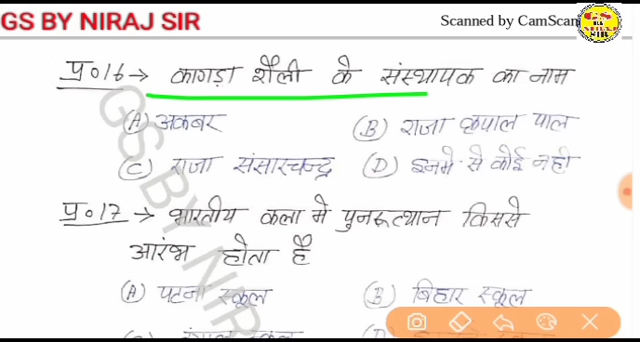 GS BY NIRAJ SIR
Scanned by CamScan
प्र०16→ कागड़ा शैली के संस्थापक का नाम
(A) अकबर (B) राजा कृपाल पाल
(C) राजा संसारचन्द्र (D) इनमे से कोई नही
प्र०17→ भारतीय कला मे पुनरूत्थान किससे
आरंभ होता है
(A) पटना स्कूल (B) बिहार स्कूल